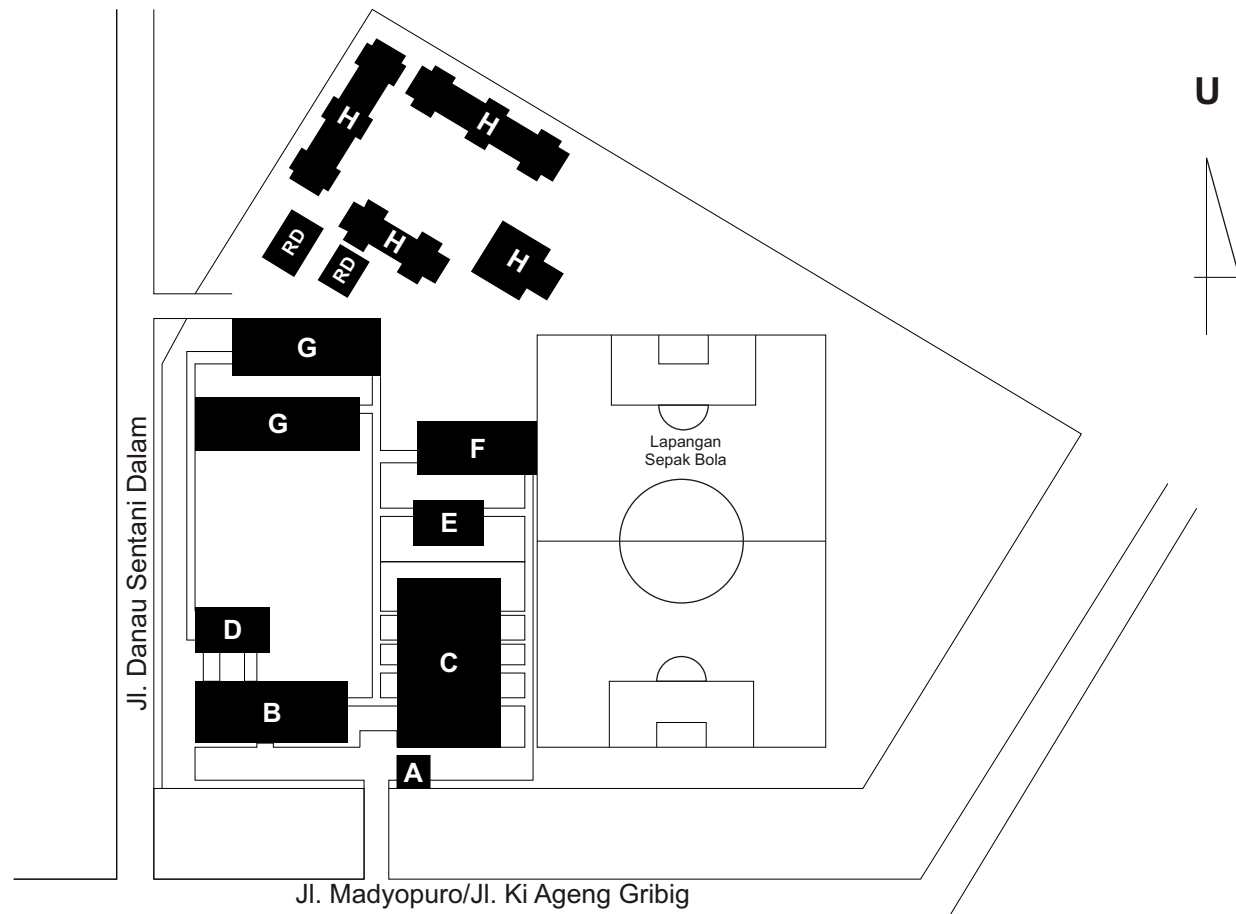 U
H
H
H
H
RD
RD
G
G
F
Lapangan
Sepak Bola
E
D
C
B
A
Jl. Danau Sentani Dalam
Jl. Madyopuro/Jl. Ki Ageng Gribig